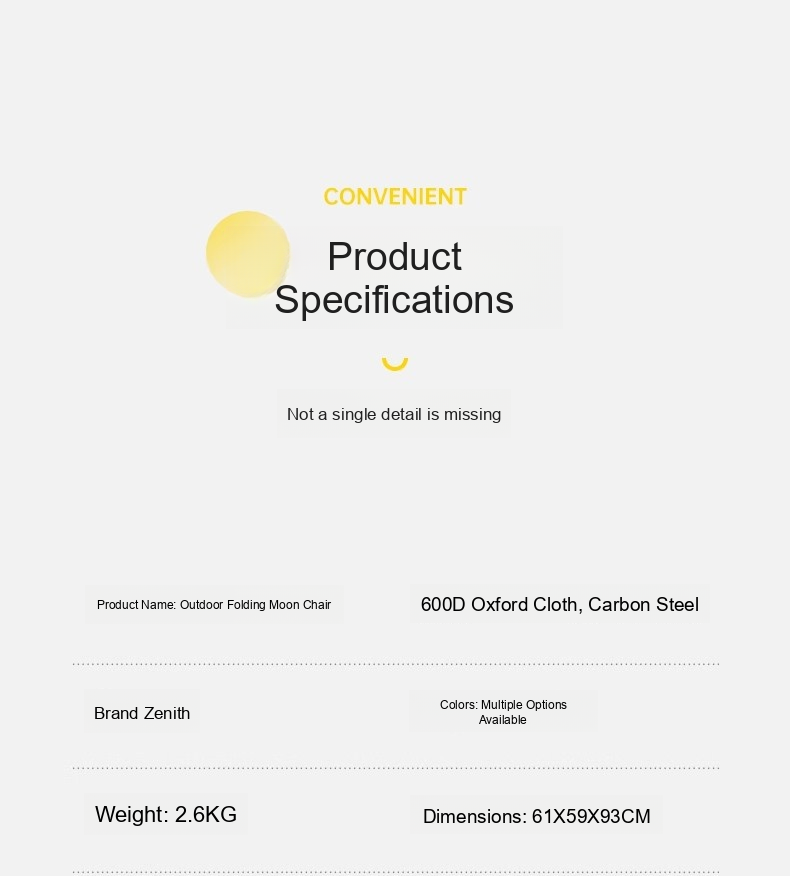 CONVENIENT
Product
Specifications
Not a single detail is missing
Product Name: Outdoor Folding Moon Chair
600D Oxford Cloth, Carbon Steel
Brand Zenith
Colors: Multiple Options
Available
Weight: 2.6KG
Dimensions: 61X59X93CM